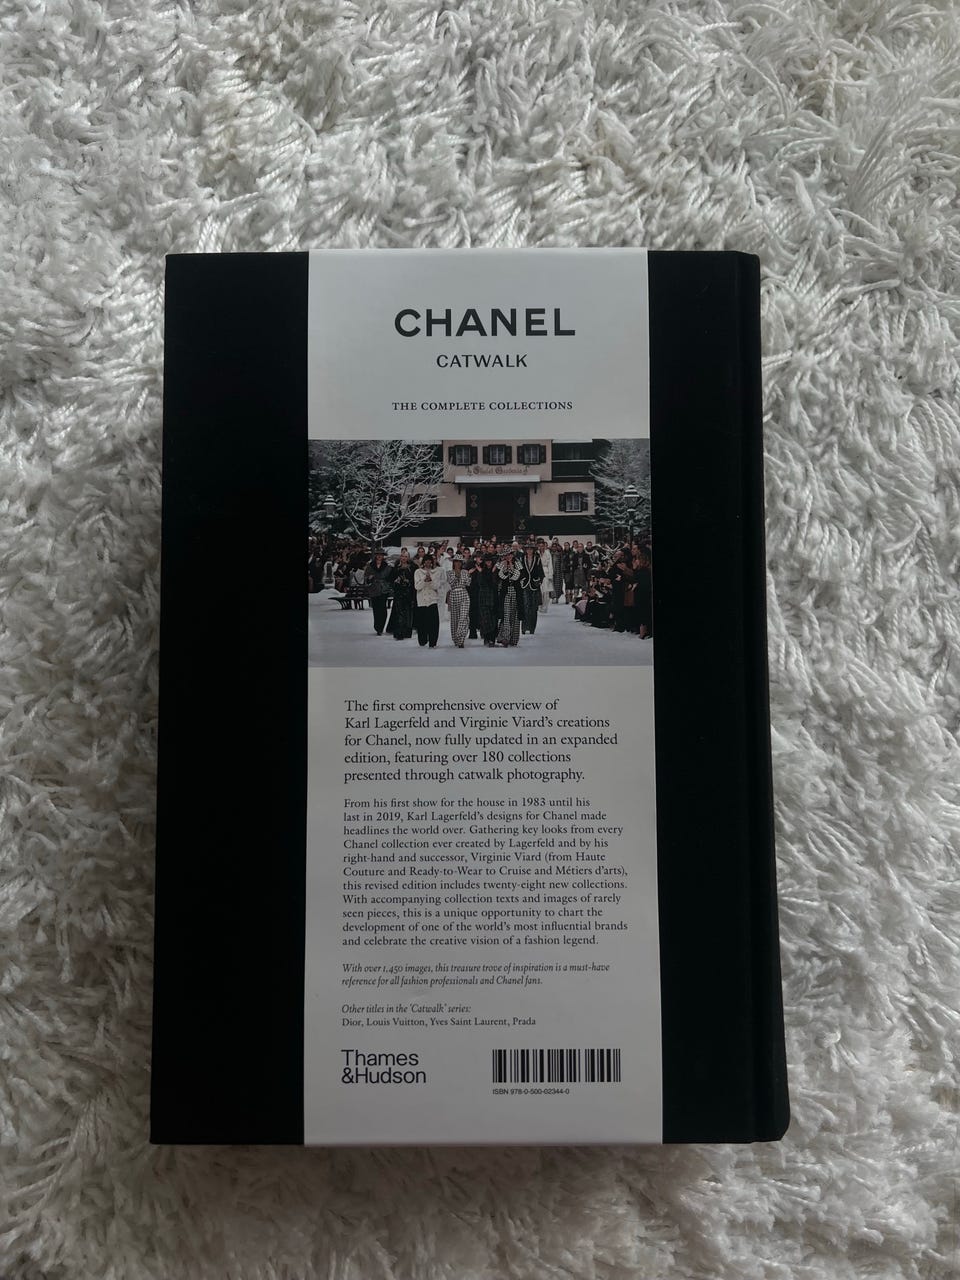 CHANEL
CATWALK
THE COMPLETE COLLECTIONS
Chalet Gardenia
The first comprehensive overview of
Karl Lagerfeld and Virginie Viard's creations
for Chanel, now fully updated in an expanded
edition, featuring over 180 collections
presented through catwalk photography.
From his first show for the house in 1983 until his
last in 2019, Karl Lagerfeld's designs for Chanel made
headlines the world over. Gathering key looks from every
Chanel collection ever created by Lagerfeld and by his
right-hand and successor, Virginie Viard (from Haute
Couture and Ready-to-Wear to Cruise and Métiers d'arts),
this revised edition includes twenty-eight new collections.
With accompanying collection texts and images of rarely
seen pieces, this is a unique opportunity to chart the
development of one of the world's most influential brands
and celebrate the creative vision of a fashion legend.
With over 1,450 images, this treasure trove of inspiration is a must-have
reference for all fashion professionals and Chanel fans.
Other titles in the 'Catwalk' series:
Dior, Louis Vuitton, Yves Saint Laurent, Prada
Thames
&Hudson
ISBN 978-0-500-02344-0